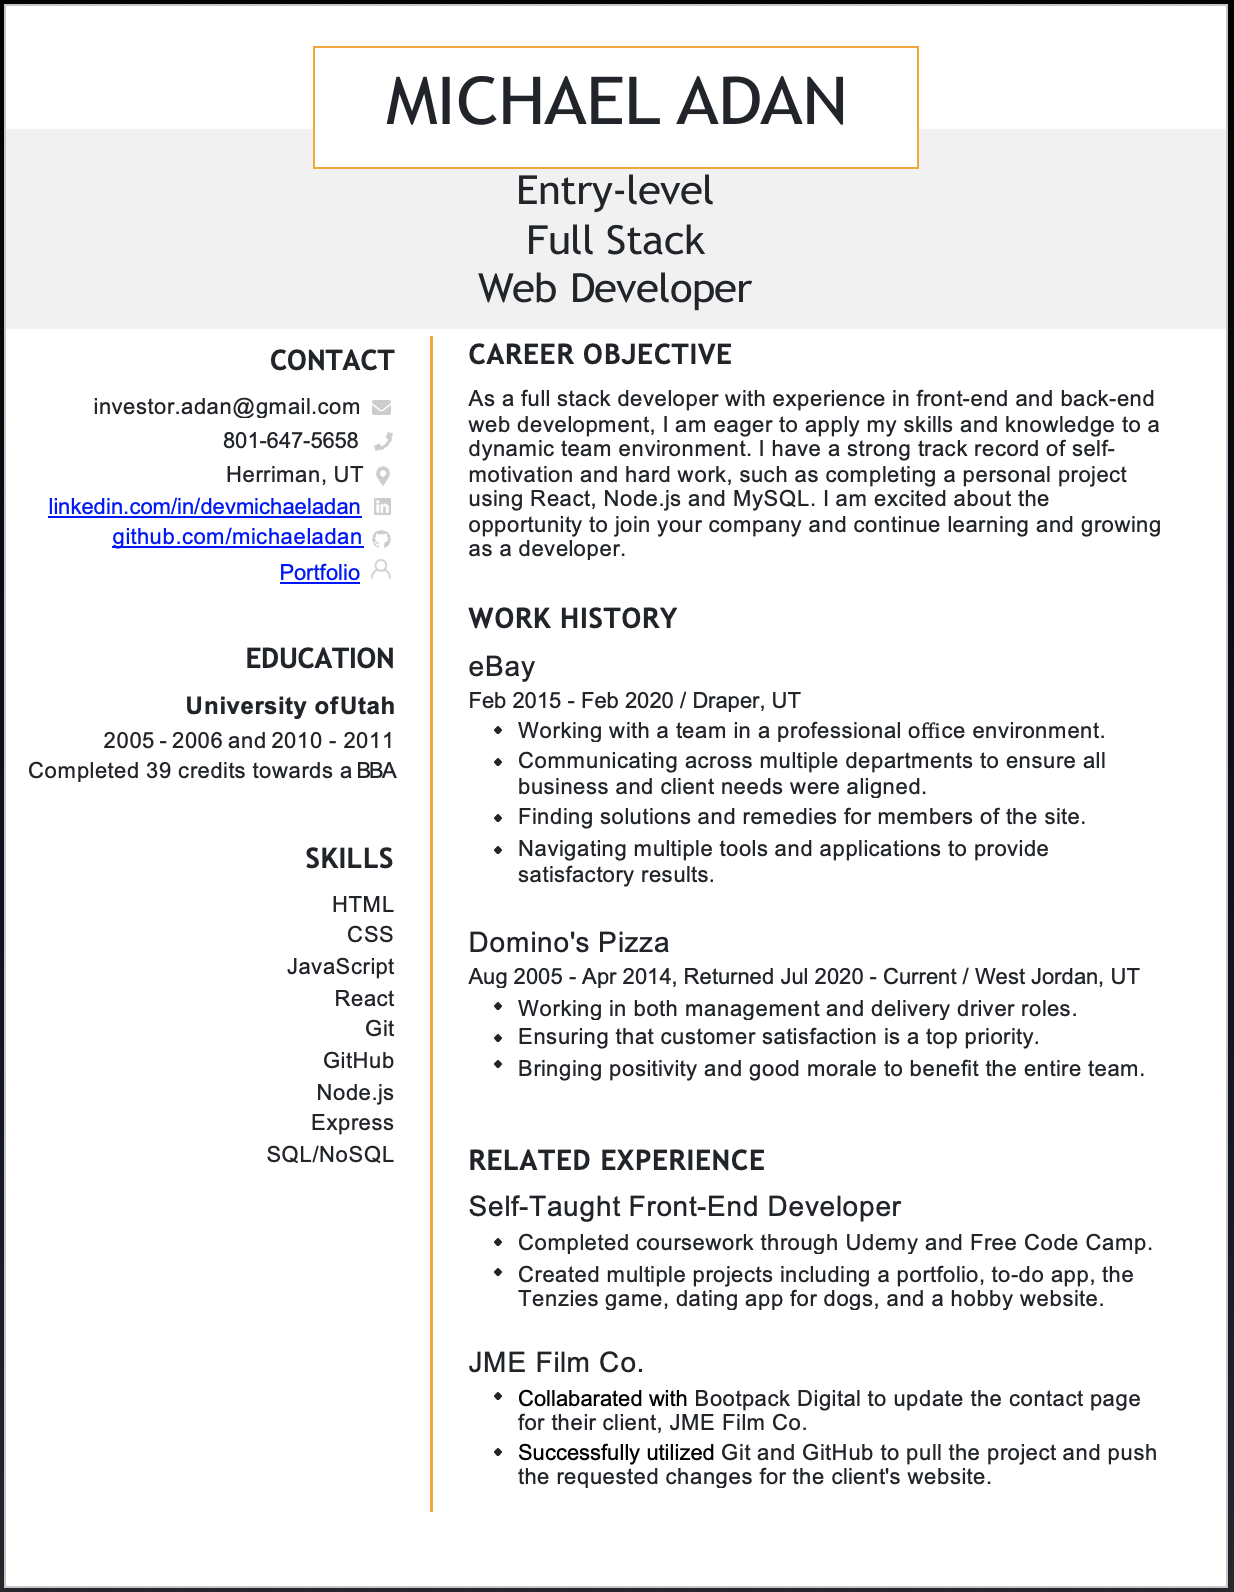 MICHAEL ADAN
Entry-level
Full Stack
Web Developer
CONTACT
investor.adan@gmail.com
801-647-5658
Herriman, UT
linkedin.com/in/devmichaeladan
github.com/michaeladan
Portfolio
EDUCATION
University ofUtah
2005 - 2006 and 2010 - 2011
Completed 39 credits towards a BBA
SKILLS
HTML
CSS
JavaScript
React
Git
GitHub
Node.js
Express
SQL/NoSQL
CAREER OBJECTIVE
As a full stack developer with experience in front-end and back-end
web development, I am eager to apply my skills and knowledge to a
dynamic team environment. I have a strong track record of self-
motivation and hard work, such as completing a personal project
using React, Node.js and MySQL. I am excited about the
opportunity to join your company and continue learning and growing
as a developer.
WORK HISTORY
eBay
Feb 2015 - Feb 2020 / Draper, UT
• Working with a team in a professional office environment.
• Communicating across multiple departments to ensure all
business and client needs were aligned.
• Finding solutions and remedies for members of the site.
• Navigating multiple tools and applications to provide
satisfactory results.
Domino's Pizza
Aug 2005 - Apr 2014, Returned Jul 2020 - Current / West Jordan, UT
• Working in both management and delivery driver roles.
• Ensuring that customer satisfaction is a top priority.
• Bringing positivity and good morale to benefit the entire team.
RELATED EXPERIENCE
Self-Taught Front-End Developer
• Completed coursework through Udemy and Free Code Camp.
• Created multiple projects including a portfolio, to-do app, the
Tenzies game, dating app for dogs, and a hobby website.
JME Film Co.
• Collabarated with Bootpack Digital to update the contact page
for their client, JME Film Co.
• Successfully utilized Git and GitHub to pull the project and push
the requested changes for the client's website.